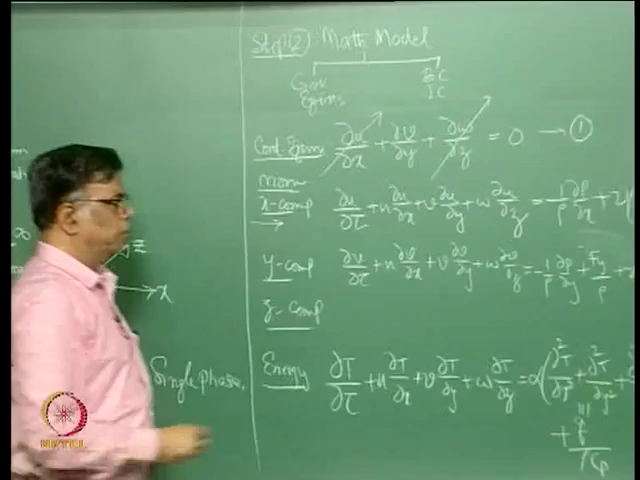 Step(2) Math Model
Gov BC
Eqns IC
Cont. Eqn. ∂u/∂x + ∂v/∂y + ∂w/∂z = 0 — ①
Mom
x-comp ∂u/∂τ + u ∂u/∂x + v ∂u/∂y + w ∂u/∂z = -1/ρ ∂p/∂x +
y-comp ∂v/∂τ + u ∂v/∂x + v ∂v/∂y + w ∂v/∂z = -1/ρ ∂p/∂y + Fy/ρ +
z-comp
Energy ∂T/∂τ + u ∂T/∂x + v ∂T/∂y + w ∂T/∂z = α(∂²T/∂x² + ∂²T/∂y² +
+ q'''/ρCp
z
x
Single phase,
NPTEL